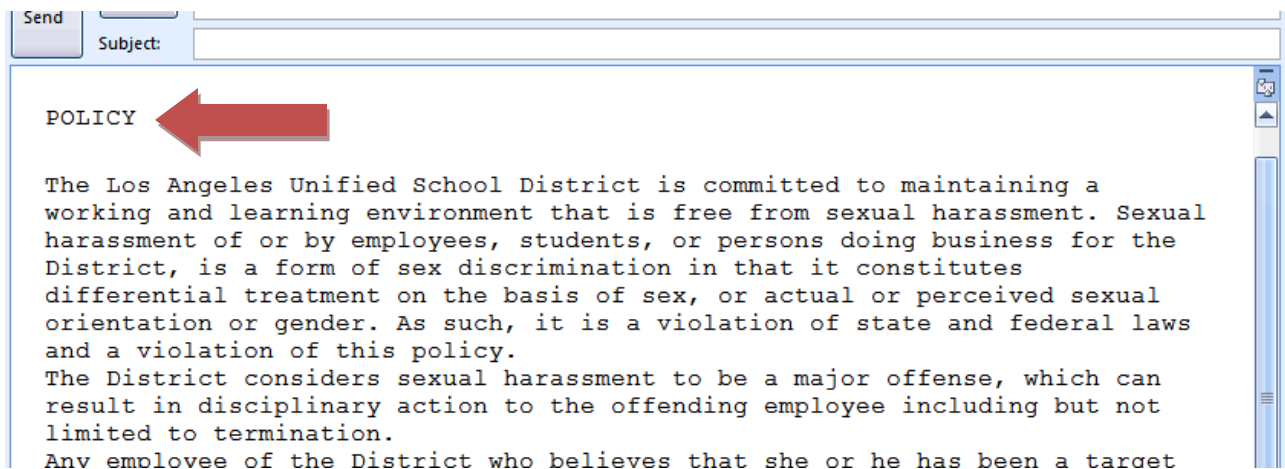 Send
Subject:
POLICY
The Los Angeles Unified School District is committed to maintaining a
working and learning environment that is free from sexual harassment. Sexual
harassment of or by employees, students, or persons doing business for the
District, is a form of sex discrimination in that it constitutes
differential treatment on the basis of sex, or actual or perceived sexual
orientation or gender. As such, it is a violation of state and federal laws
and a violation of this policy.
The District considers sexual harassment to be a major offense, which can
result in disciplinary action to the offending employee including but not
limited to termination.
Any employee of the District who believes that she or he has been a target